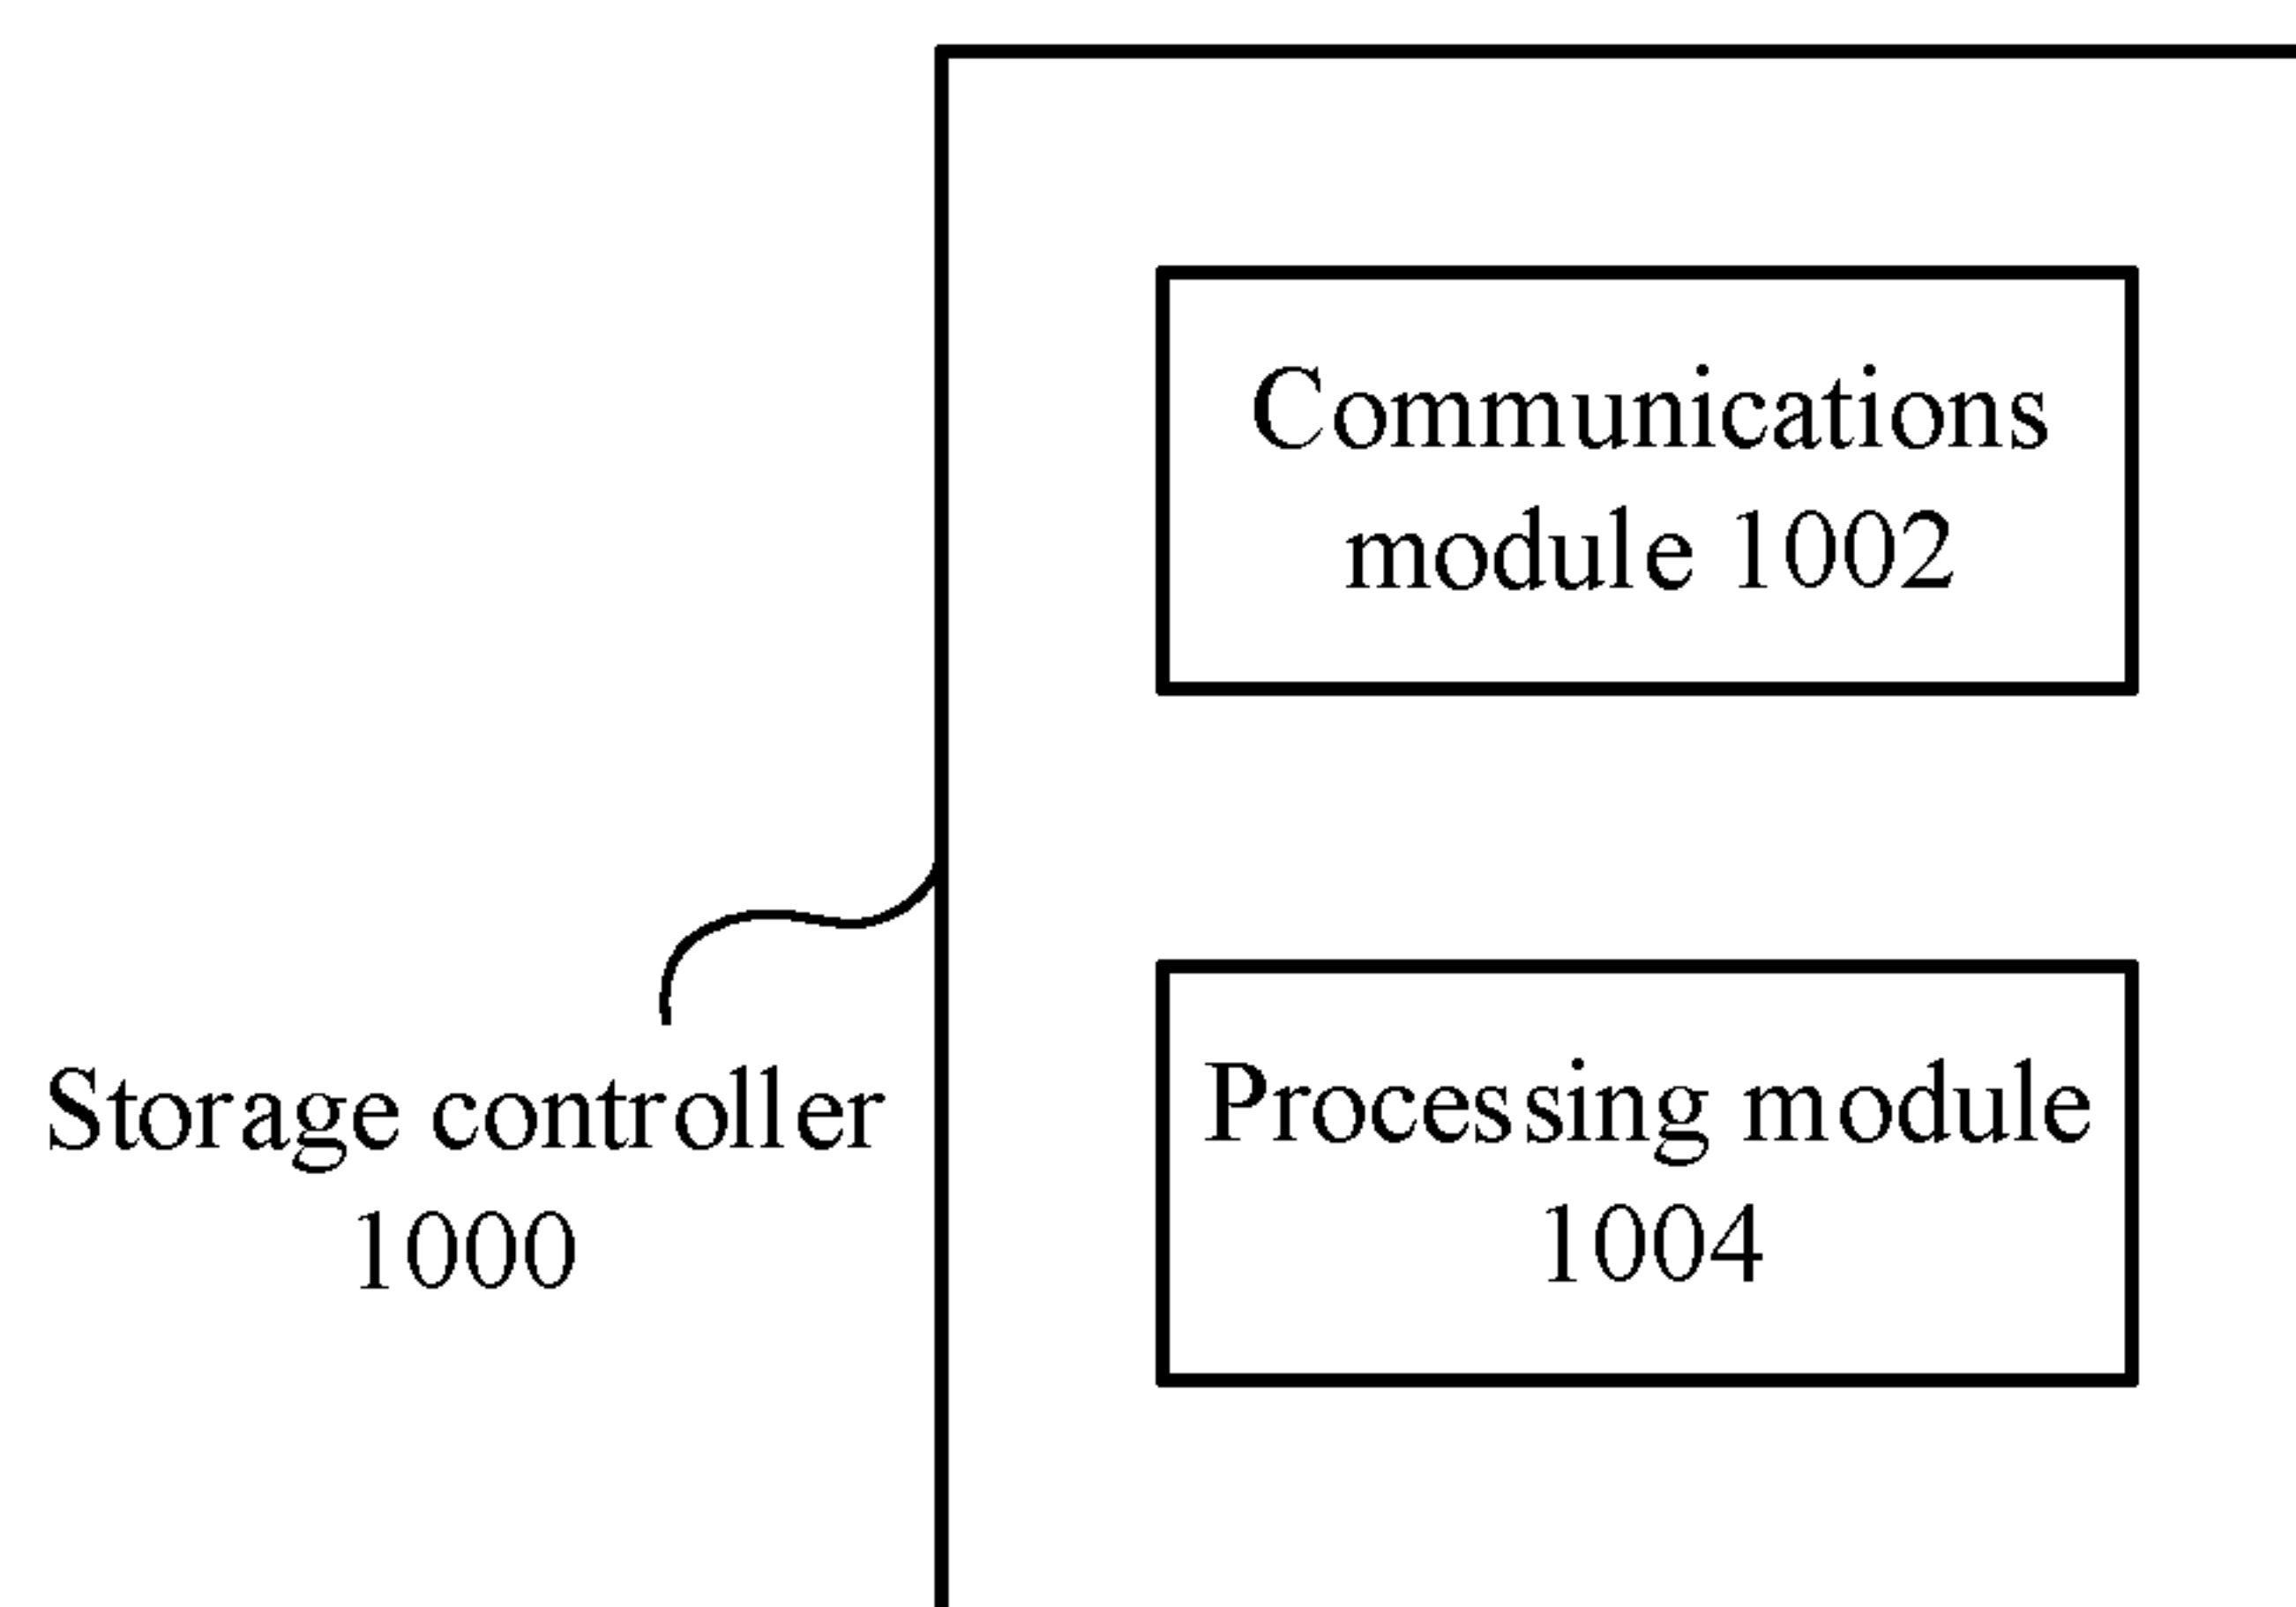 Communications
module 1002
Storage controller
1000
Processing module
1004